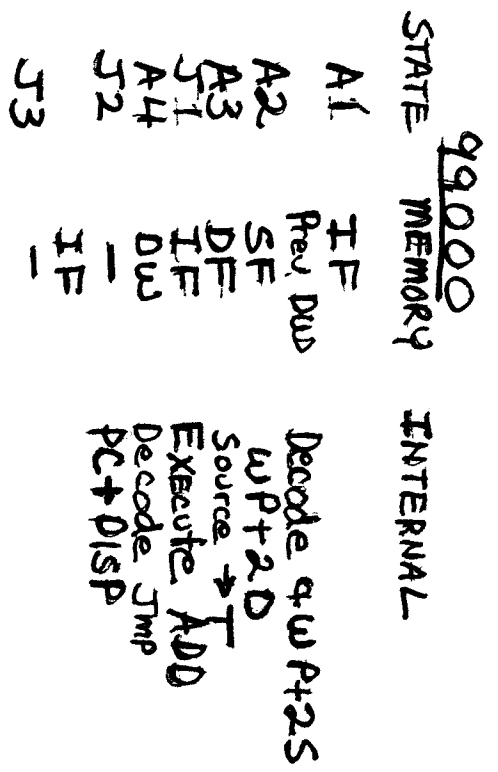 99000
STATE MEMORY INTERNAL
A1 IF
Prev. DW Decode & WP+2S
A2 SF WP+2D
A3 DF Source → T
J1 IF EXECUTE ADD
A4 DW Decode Jmp
J2 — PC+DISP
IF
J3 —